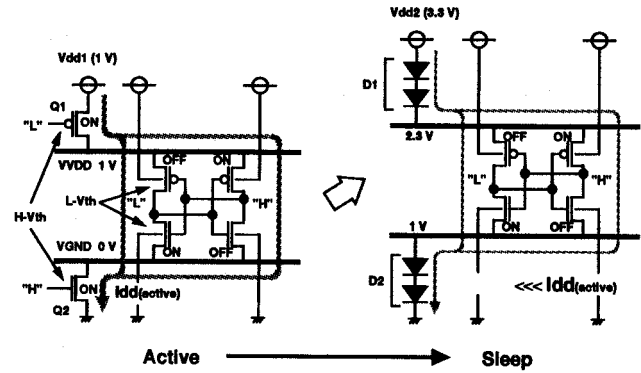 Vdd1 (1 V)
Q1
"L"
ON
VVDD 1 V
OFF
ON
L-Vth
"L"
"H"
H-Vth
VGND 0 V
ON
OFF
"H"
ON
Q2
Idd(active)
Vdd2 (3.3 V)
D1
2.3 V
OFF
ON
"L"
"H"
ON
OFF
1 V
D2
<<< Idd(active)
Active
Sleep